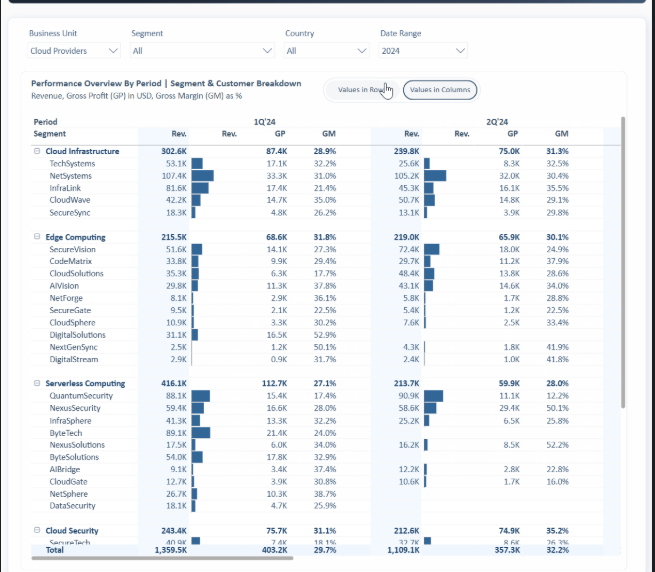 Business Unit Segment Country Date Range
Cloud Providers All All 2024
Performance Overview By Period | Segment & Customer Breakdown
Revenue, Gross Profit (GP) in USD, Gross Margin (GM) as %
Values in Rows Values in Columns
Period 1Q'24 2Q'24
Segment Rev. Rev. GP GM Rev. Rev. GP GM
Cloud Infrastructure 302.6K 87.4K 28.9% 239.8K 75.0K 31.3%
TechSystems 53.1K 17.1K 32.2% 25.6K 8.3K 32.5%
NetSystems 107.4K 33.3K 31.0% 105.2K 32.0K 30.4%
InfraLink 81.6K 17.4K 21.4% 45.3K 16.1K 35.5%
CloudWave 42.2K 14.7K 35.0% 50.7K 14.8K 29.1%
SecureSync 18.3K 4.8K 26.2% 13.1K 3.9K 29.8%
Edge Computing 215.5K 68.6K 31.8% 219.0K 65.9K 30.1%
SecureVision 51.6K 14.1K 27.3% 72.4K 18.0K 24.9%
CodeMatrix 33.8K 9.9K 29.4% 29.7K 11.2K 37.9%
CloudSolutions 35.3K 6.3K 17.7% 48.4K 13.8K 28.6%
AIVision 29.8K 11.3K 37.8% 43.1K 14.6K 34.0%
NetForge 8.1K 2.9K 36.1% 5.8K 1.7K 28.8%
SecureGate 9.5K 2.1K 22.5% 5.4K 1.2K 22.5%
CloudSphere 10.9K 3.3K 30.2% 7.6K 2.5K 33.4%
DigitalSolutions 31.1K 16.5K 52.9%
NextGenSync 2.5K 1.2K 50.1% 4.3K 1.8K 41.9%
DigitalStream 2.9K 0.9K 31.7% 2.4K 1.0K 41.8%
Serverless Computing 416.1K 112.7K 27.1% 213.7K 59.9K 28.0%
QuantumSecurity 88.1K 15.4K 17.4% 90.9K 11.1K 12.2%
NexusSecurity 59.4K 16.6K 28.0% 58.6K 29.4K 50.1%
InfraSphere 41.3K 13.3K 32.2% 25.2K 6.5K 25.8%
ByteTech 89.1K 21.4K 24.0%
NexusSolutions 17.5K 6.0K 34.0% 16.2K 8.5K 52.2%
ByteSolutions 54.0K 17.8K 32.9%
AIBridge 9.1K 3.4K 37.4% 12.2K 2.8K 22.8%
CloudGate 12.7K 3.9K 30.8% 10.6K 1.7K 16.0%
NetSphere 26.7K 10.3K 38.7%
DataSecurity 18.1K 4.7K 25.9%
Cloud Security 243.4K 75.7K 31.1% 212.6K 74.9K 35.2%
SecureTech 40.9K 7.4K 18.1% 32.7K 8.6K 26.3%
Total 1,359.5K 403.2K 29.7% 1,109.1K 357.3K 32.2%